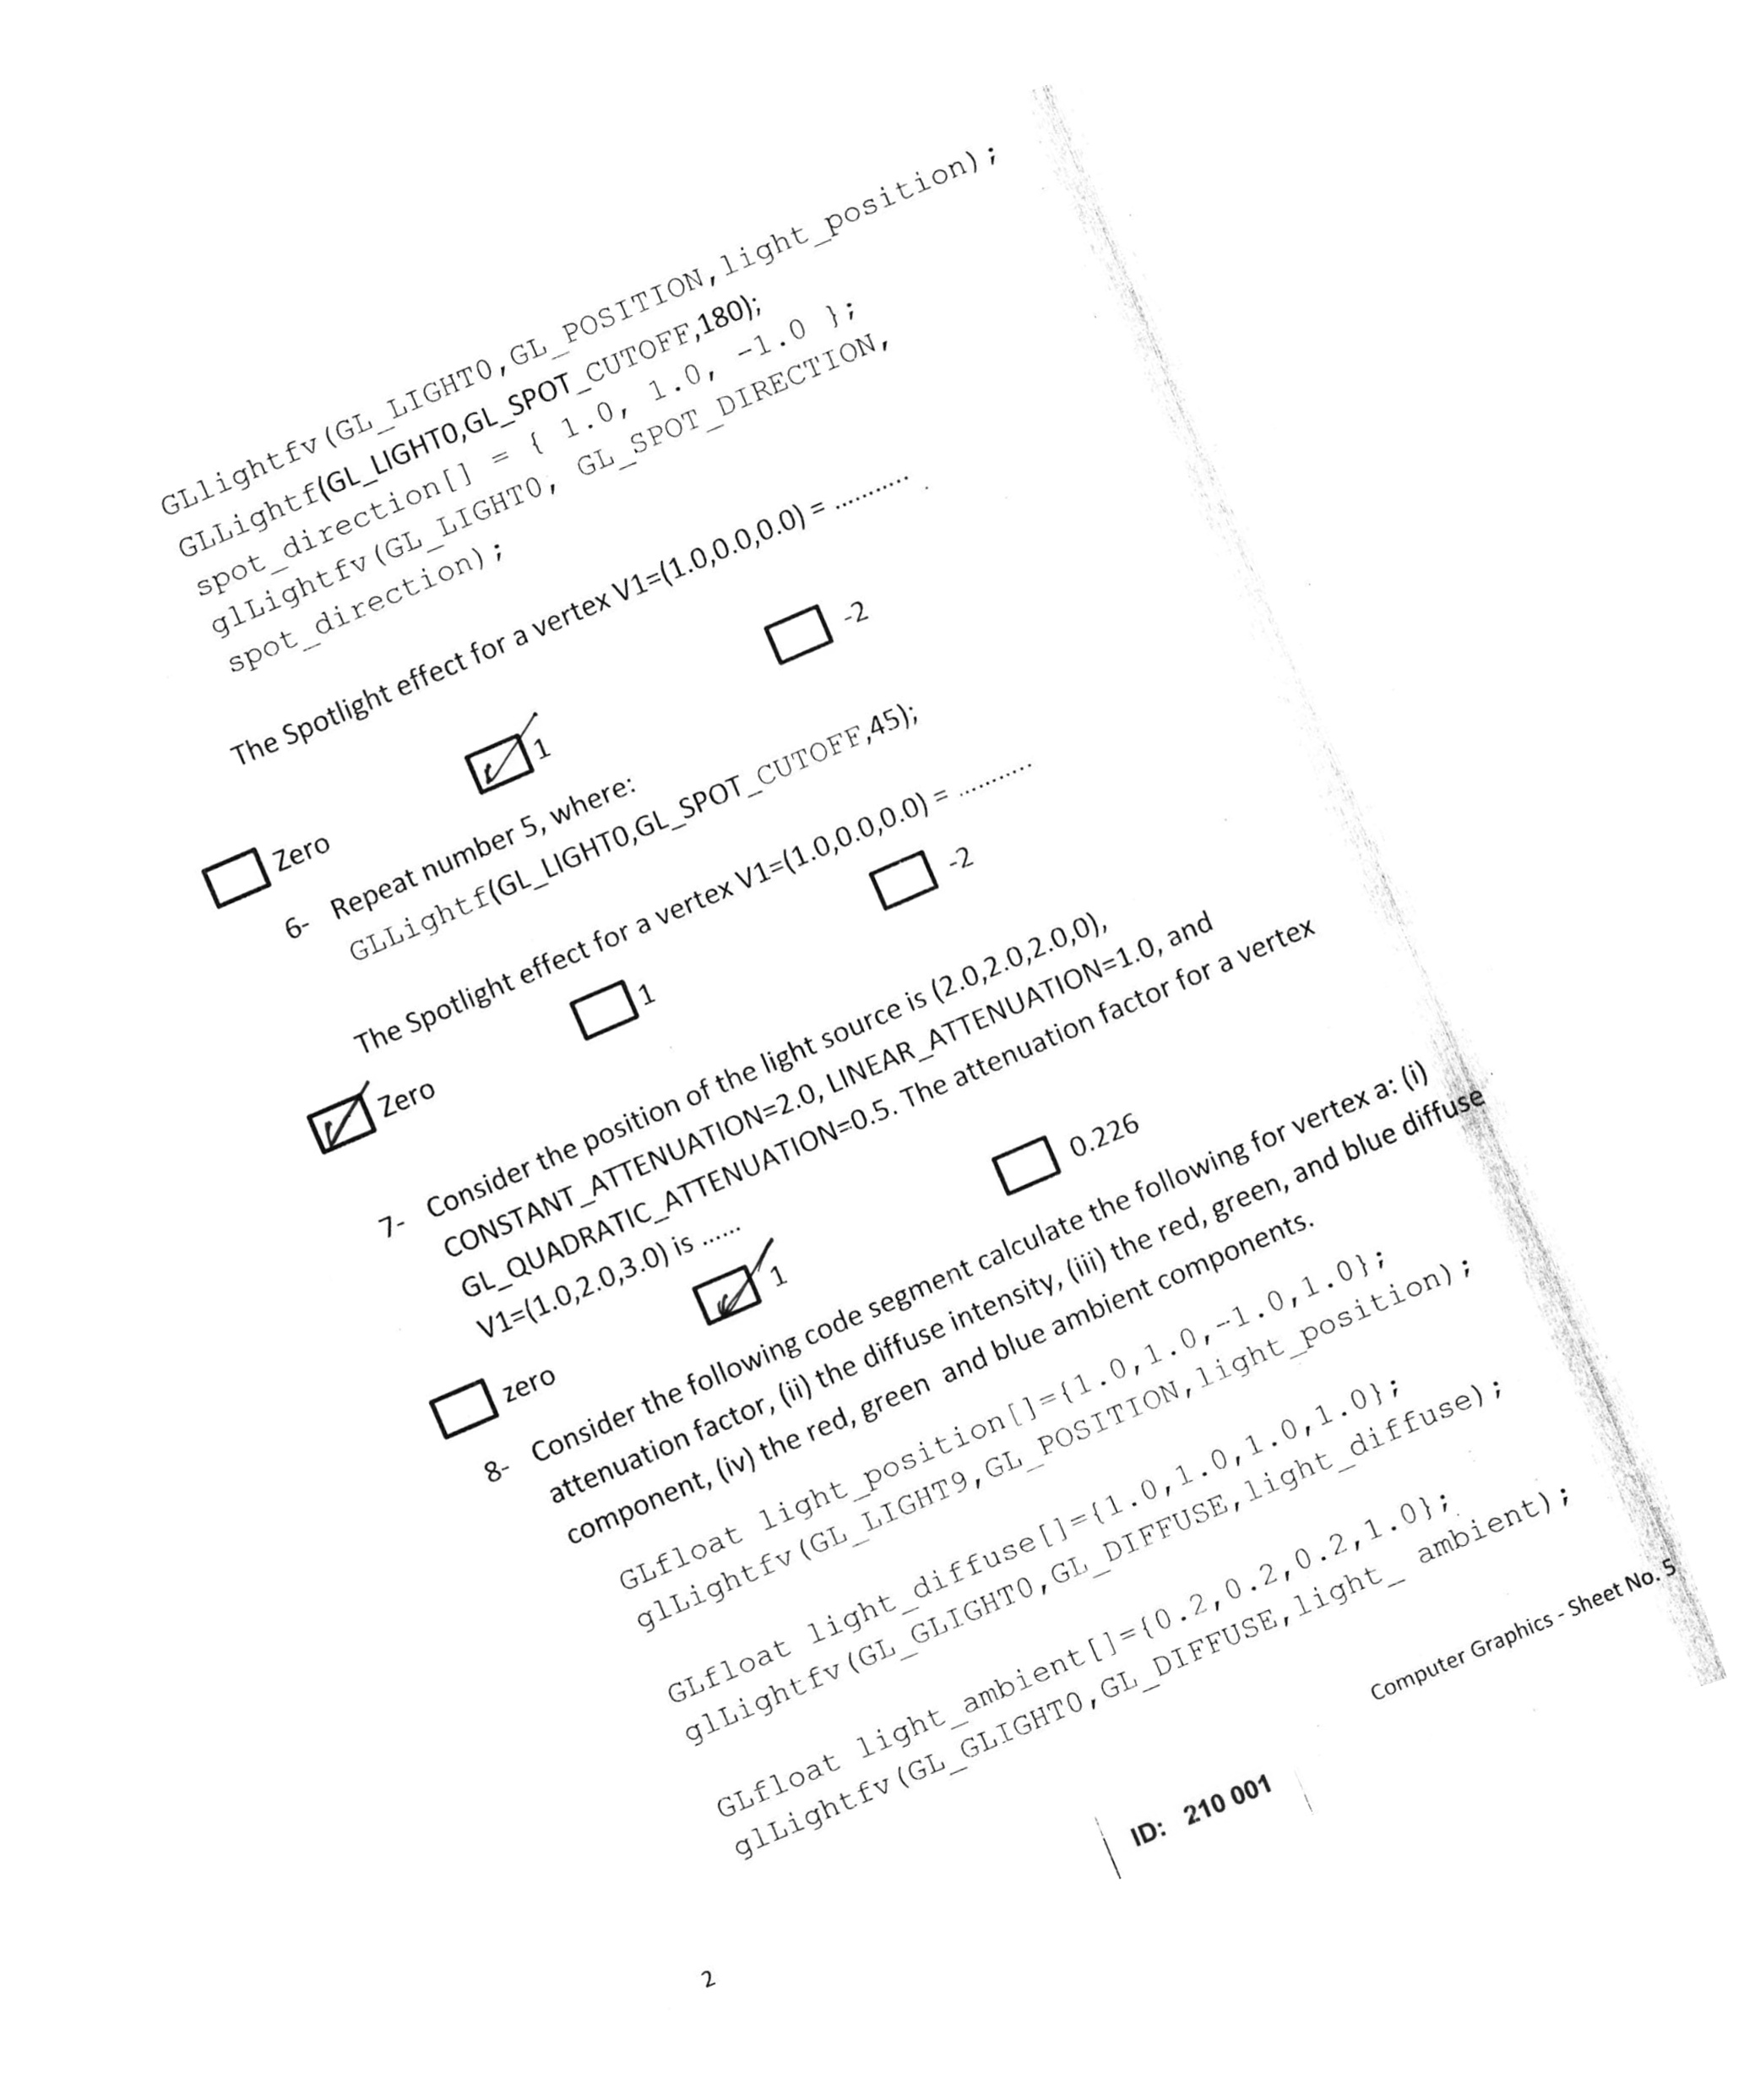 GLlightfv(GL_LIGHT0,GL_POSITION,light_position);
GLLightf(GL_LIGHT0,GL_SPOT_CUTOFF,180);
spot_direction[] = { 1.0, 1.0, -1.0 };
glLightfv(GL_LIGHT0, GL_SPOT_DIRECTION,
spot_direction);
The Spotlight effect for a vertex V1=(1.0,0.0,0.0) = ...........
Zero 1 -2
6- Repeat number 5, where:
GLLightf(GL_LIGHT0,GL_SPOT_CUTOFF,45);
The Spotlight effect for a vertex V1=(1.0,0.0,0.0) = ...........
Zero 1 -2
7- Consider the position of the light source is (2.0,2.0,2.0,0),
CONSTANT_ATTENUATION=2.0, LINEAR_ATTENUATION=1.0, and
GL_QUADRATIC_ATTENUATION=0.5. The attenuation factor for a vertex
V1=(1.0,2.0,3.0) is ......
zero 1 0.226
8- Consider the following code segment calculate the following for vertex a: (i)
attenuation factor, (ii) the diffuse intensity, (iii) the red, green, and blue diffuse
component, (iv) the red, green and blue ambient components.
GLfloat light_position[]={1.0,1.0,-1.0,1.0};
glLightfv(GL_LIGHT9,GL_POSITION,light_position);
GLfloat light_diffuse[]={1.0,1.0,1.0,1.0};
glLightfv(GL_GLIGHT0,GL_DIFFUSE,light_diffuse);
GLfloat light_ambient[]={0.2,0.2,0.2,1.0};
glLightfv(GL_GLIGHT0,GL_DIFFUSE,light_ ambient);
Computer Graphics - Sheet No. 5
ID: 210 001
2